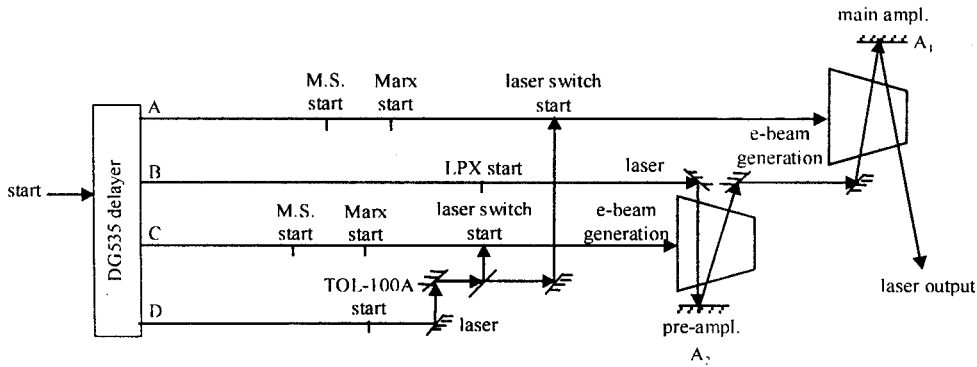 main ampl.
A1
M.S.
start
Marx
start
laser switch
start
A
e-beam
generation
B
LPX start
laser
start
DG535 delayer
M.S.
start
Marx
start
laser switch
start
e-beam
generation
C
TOL-100A
start
laser output
D
laser
pre-ampl.
A2